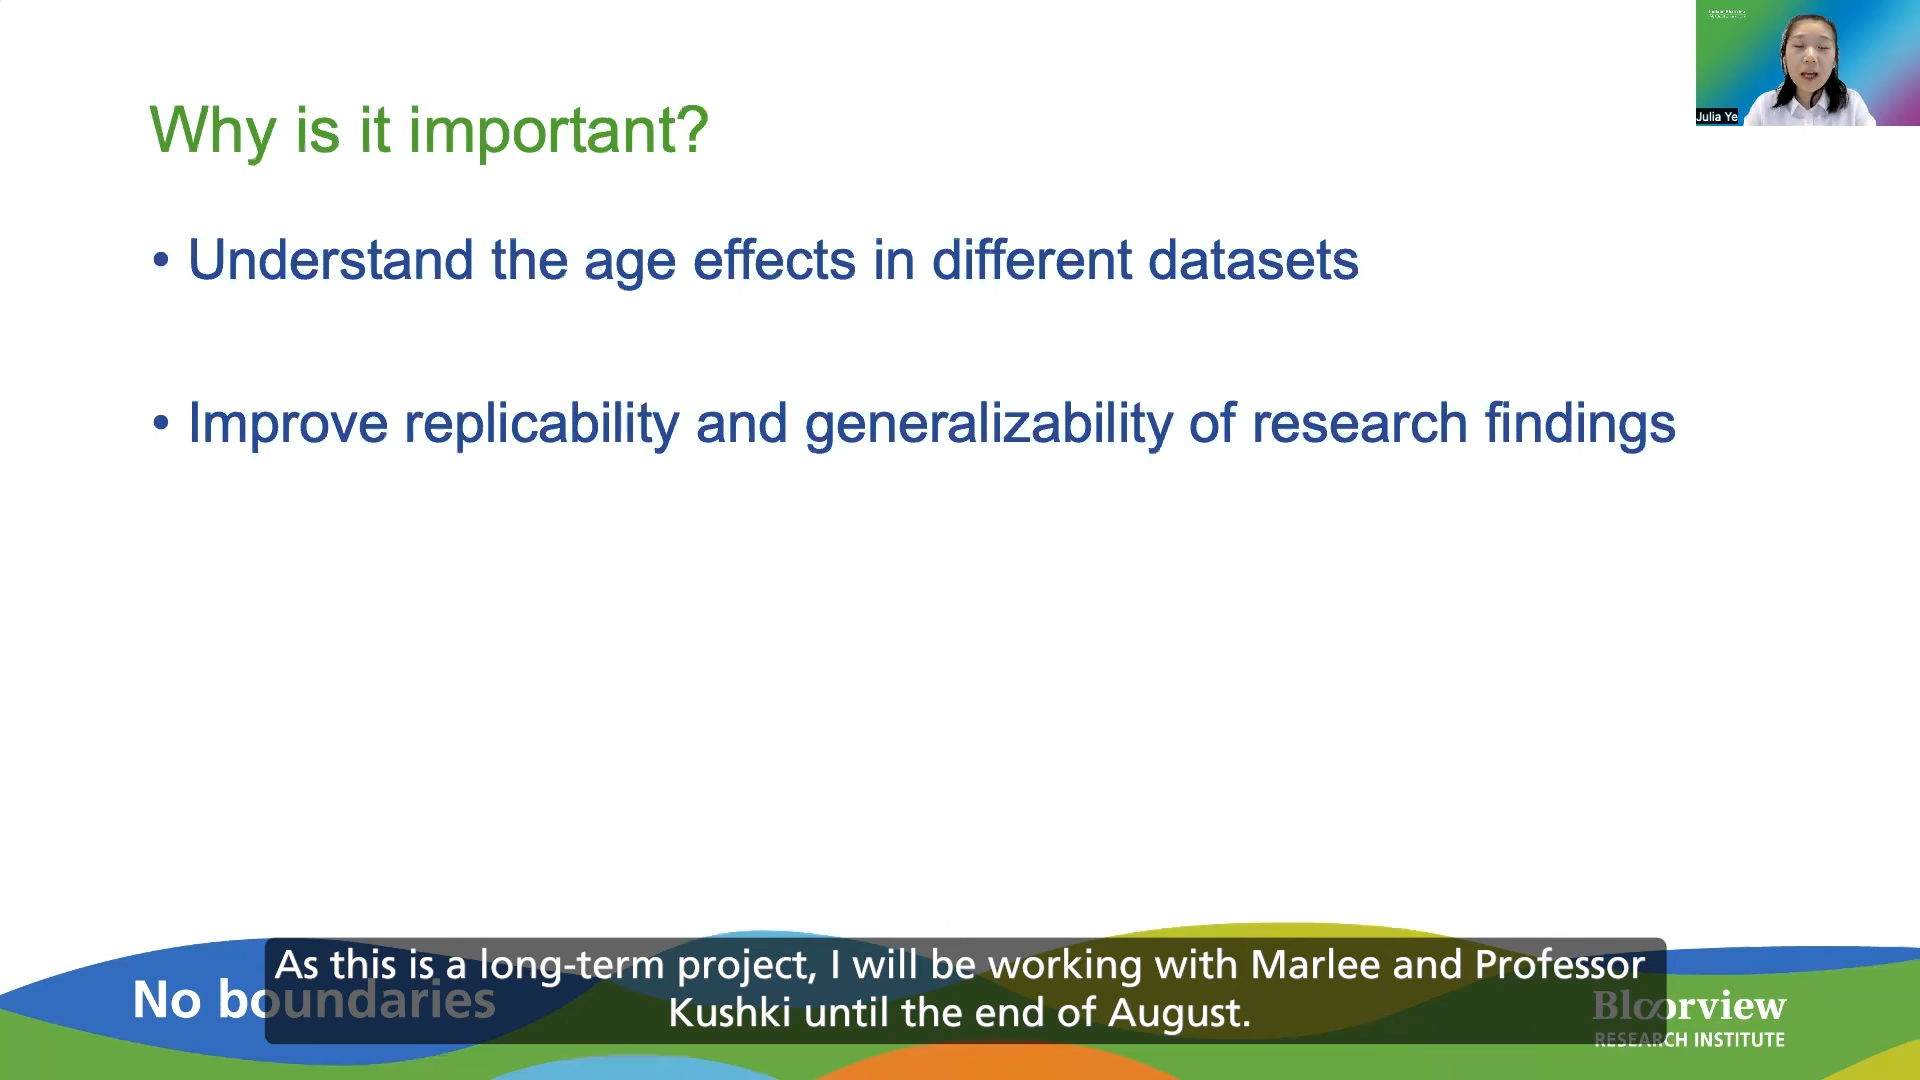 Why is it important?
Julia Ye
• Understand the age effects in different datasets
• Improve replicability and generalizability of research findings
As this is a long-term project, I will be working with Marlee and Professor
Kushki until the end of August.
No boundaries
Bloorview
RESEARCH INSTITUTE